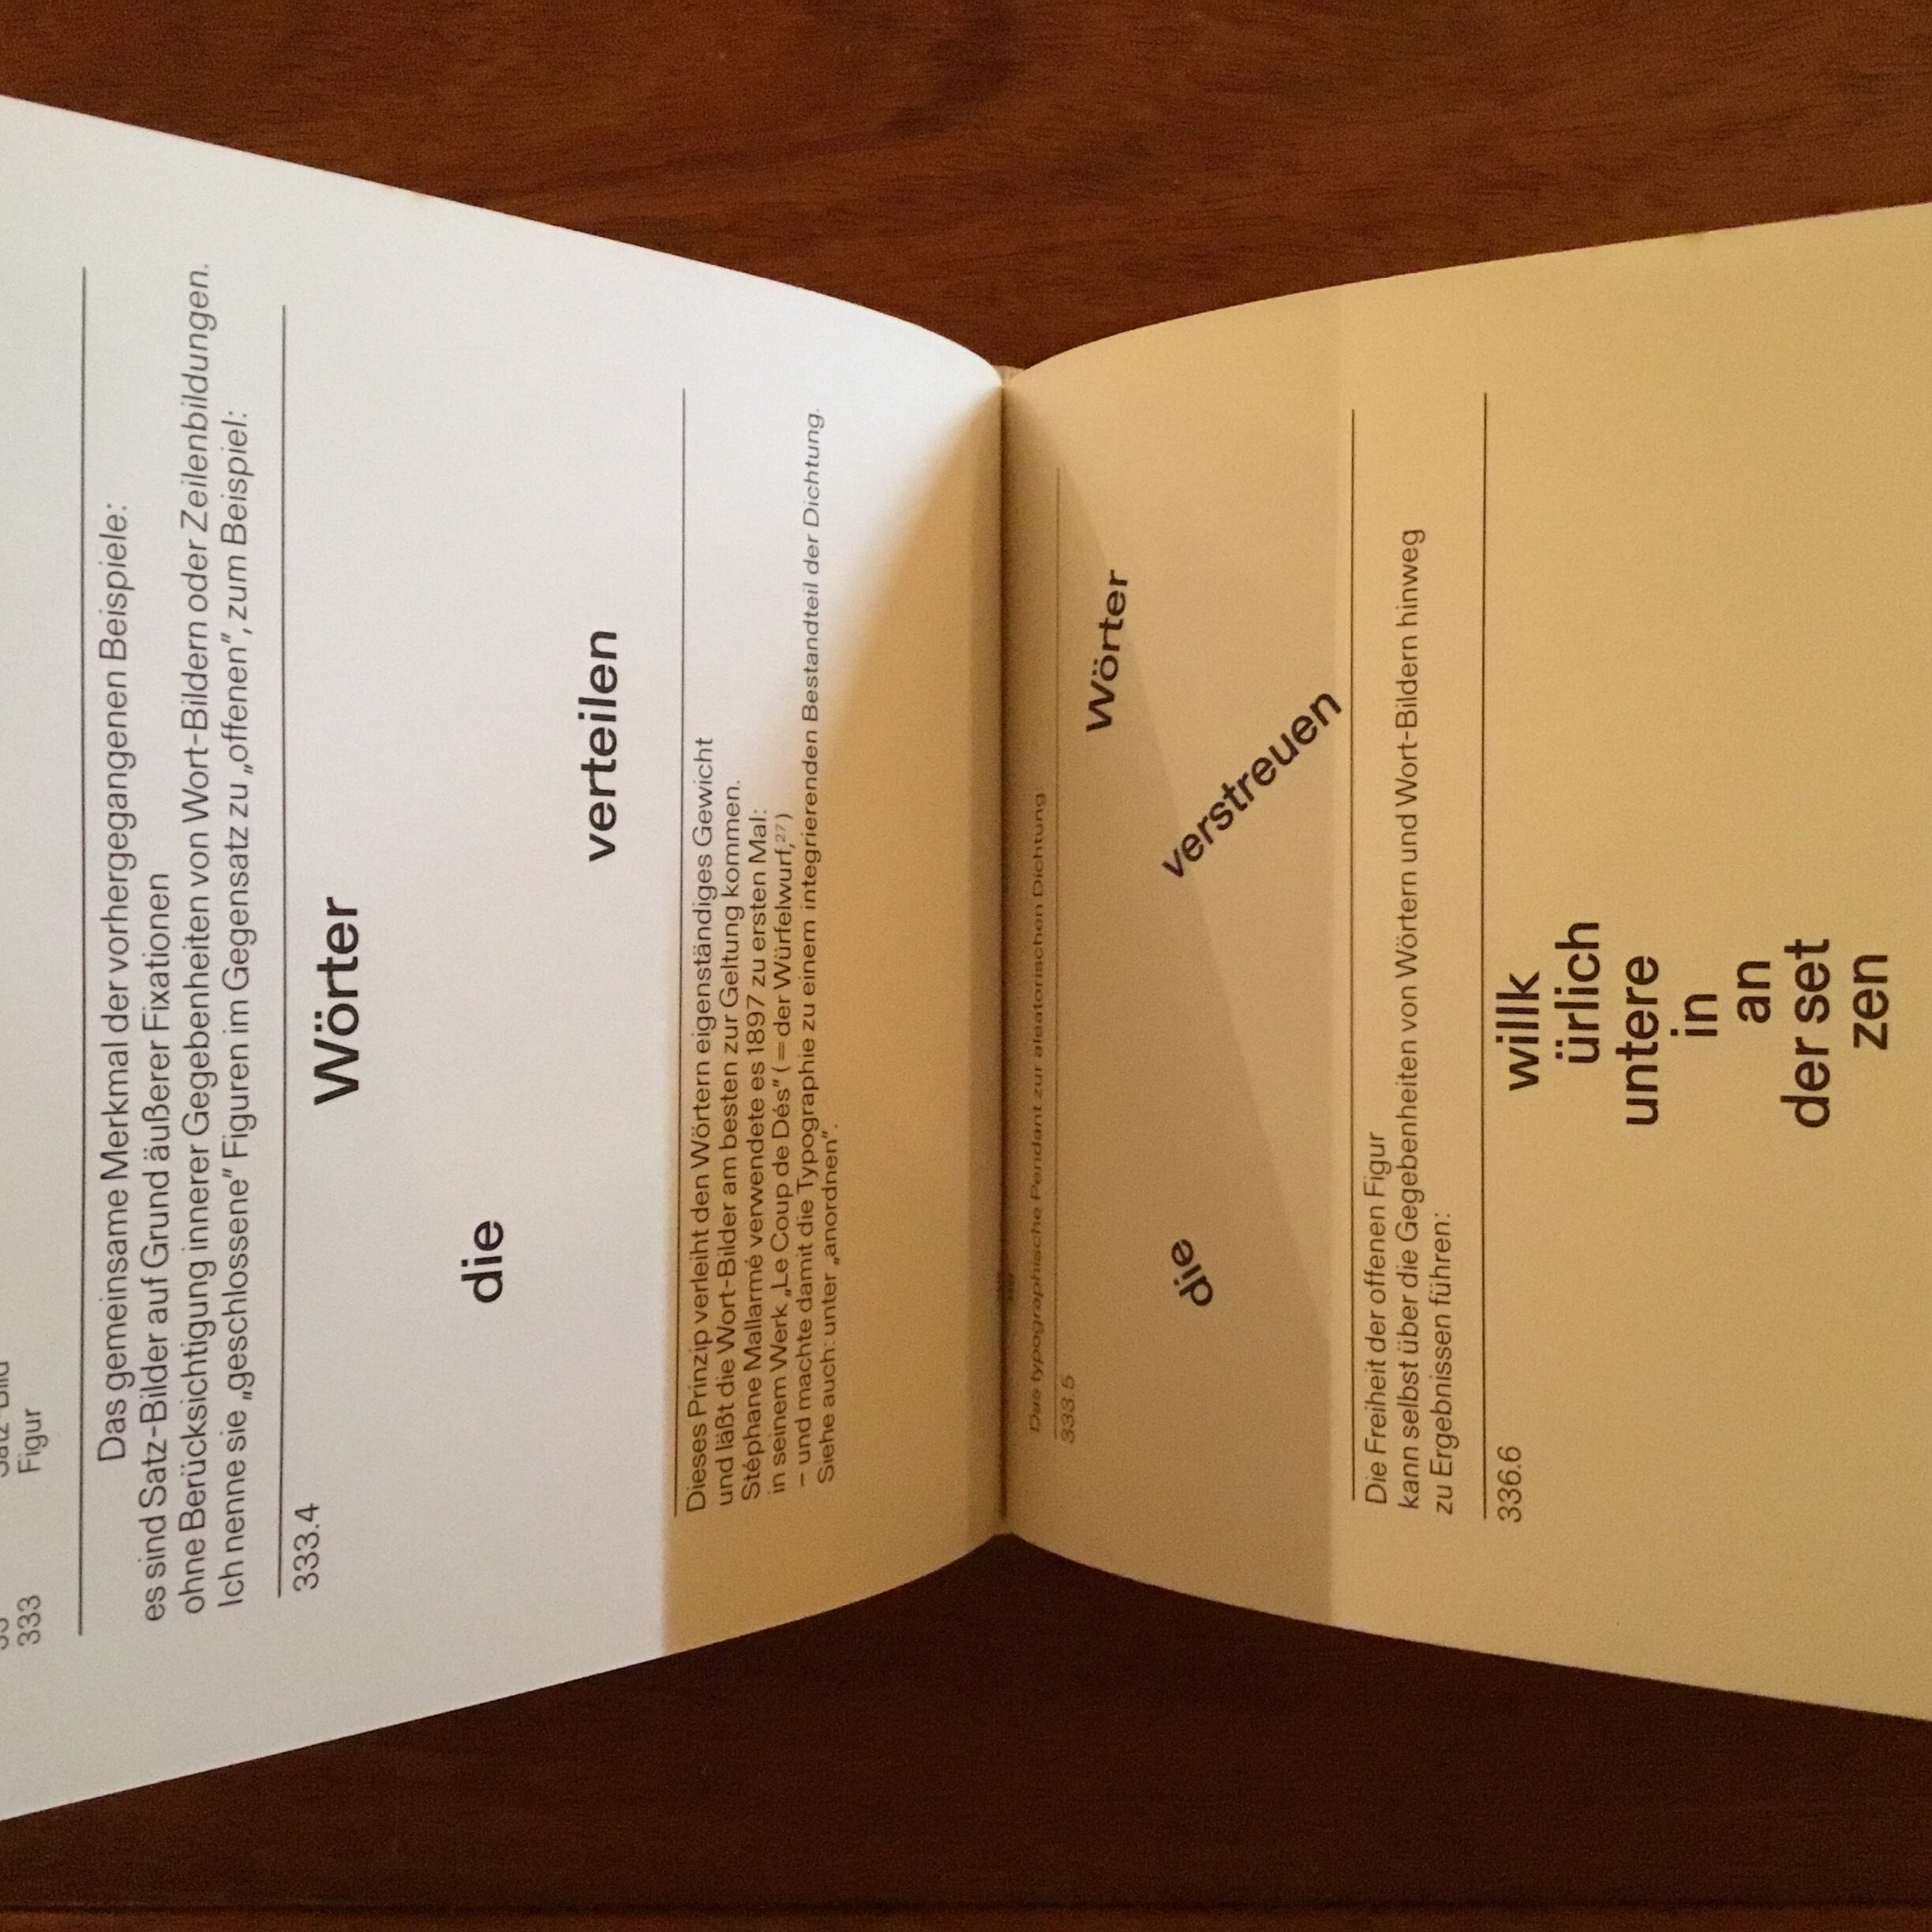 Figur
333
Das gemeinsame Merkmal der vorhergegangenen Beispiele:
es sind Satz-Bilder auf Grund äußerer Fixationen
ohne Berücksichtigung innerer Gegebenheiten von Wort-Bildern oder Zeilenbildungen.
Ich nenne sie „geschlossene" Figuren im Gegensatz zu „offenen", zum Beispiel:
333.4
Wörter
die
verteilen
Dieses Prinzip verleiht den Wörtern eigenständiges Gewicht
und läßt die Wort-Bilder am besten zur Geltung kommen.
Stéphane Mallarmé verwendete es 1897 zu ersten Mal:
in seinem Werk „Le Coup de Dés" (= der Würfelwurf,27)
– und machte damit die Typographie zu einem integrierenden Bestandteil der Dichtung.
Siehe auch: unter „anordnen".
Das typographische Pendant zur aleatorischen Dichtung
333.5
Wörter
verstreuen
die
Die Freiheit der offenen Figur
kann selbst über die Gegebenheiten von Wörtern und Wort-Bildern hinweg
zu Ergebnissen führen:
336.6
willk
ürlich
untere
in
an
der set
zen